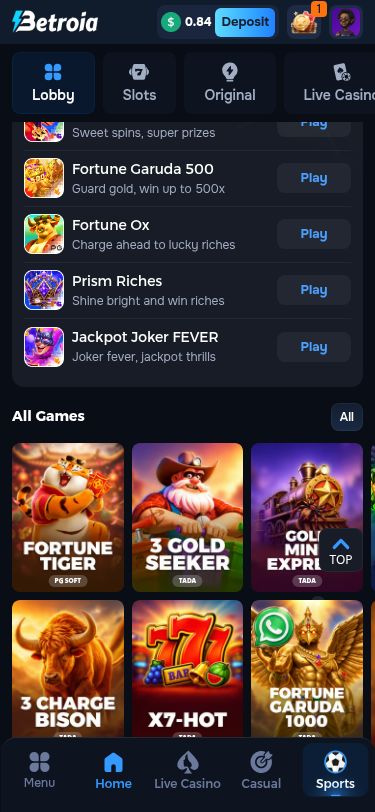 Betroia
$ 0.84 Deposit
1
Lobby
Slots
Original
Live Casino
Sweet spins, super prizes
Play
Fortune Garuda 500
Guard gold, win up to 500x
Play
Fortune Ox
Charge ahead to lucky riches
Play
Prism Riches
Shine bright and win riches
Play
Jackpot Joker FEVER
Joker fever, jackpot thrills
Play
All Games
All
FORTUNE
TIGER
PG SOFT
3 GOLD
SEEKER
TADA
TADA
TOP
3 CHARGE
BISON
777
BAR
X7-HOT
FORTUNE
GARUDA
1000
Menu
Home
Live Casino
Casual
Sports